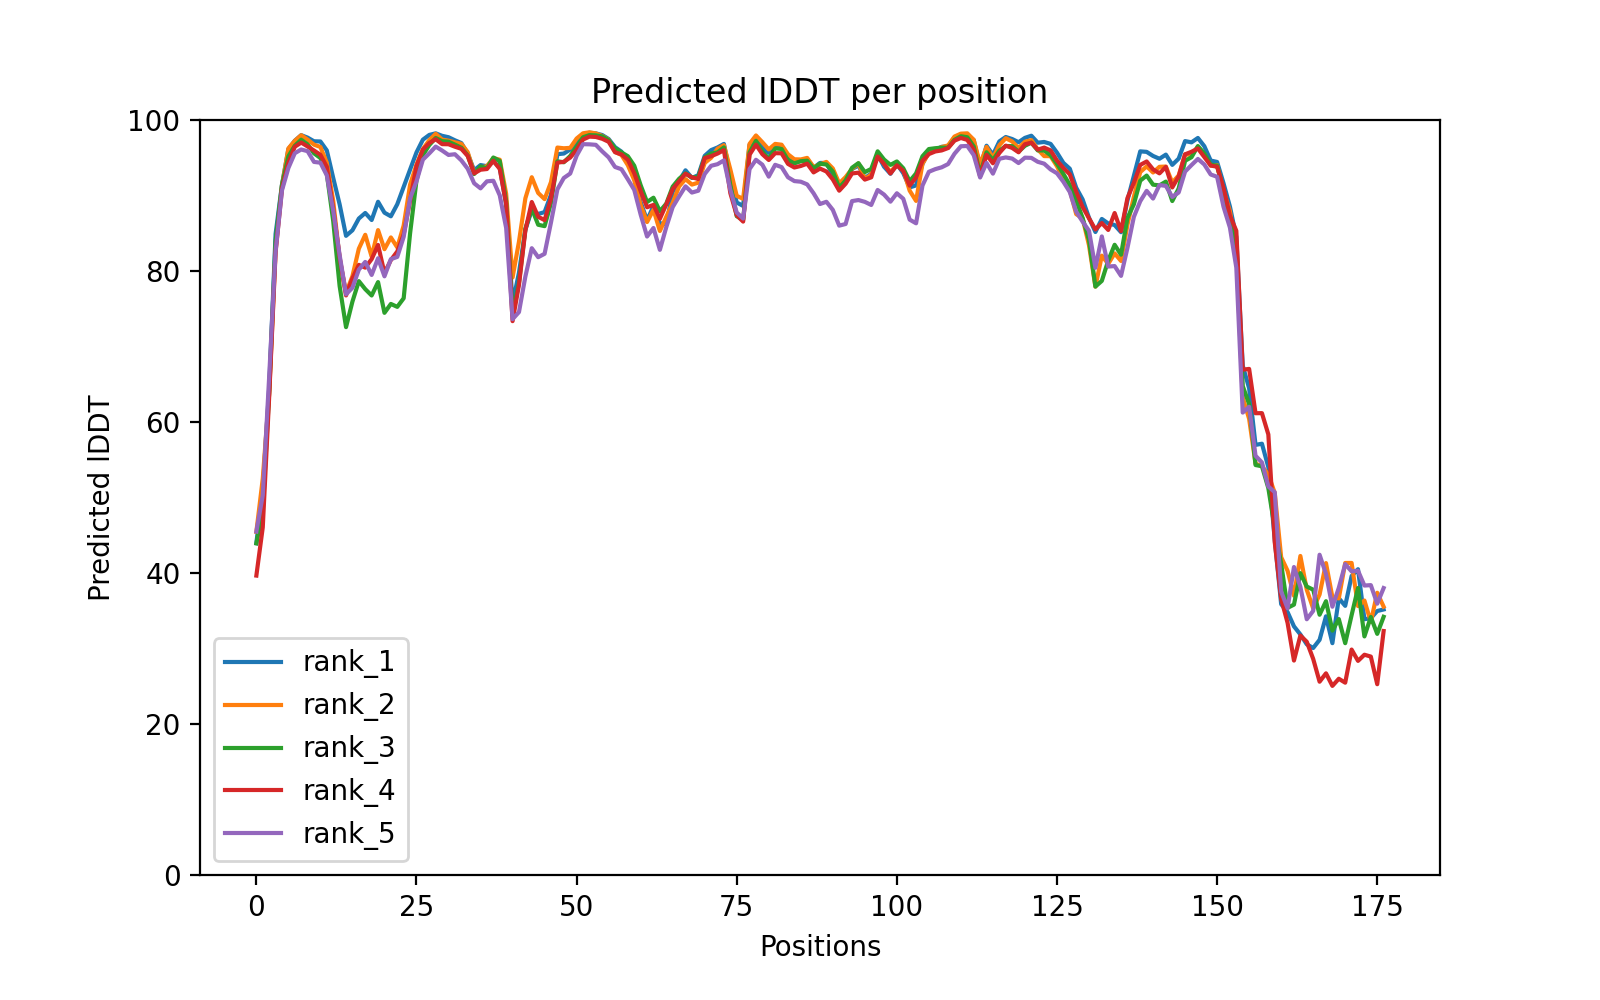 Predicted lDDT per position
100
80
60
40
20
0
Predicted lDDT
rank_1
rank_2
rank_3
rank_4
rank_5
0 25 50 75 100 125 150 175
Positions